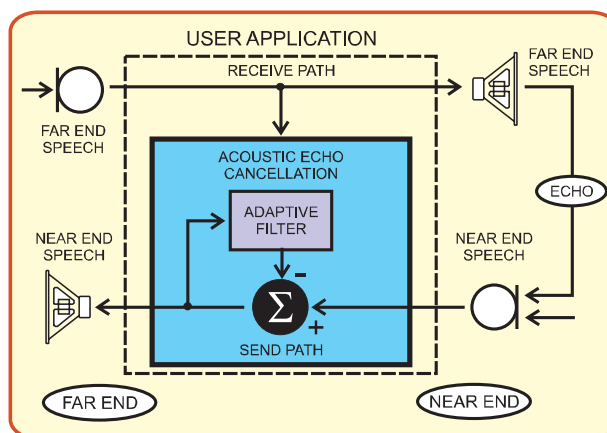 USER APPLICATION
RECEIVE PATH
FAR END
SPEECH
FAR END
SPEECH
ACOUSTIC ECHO
CANCELLATION
ECHO
ADAPTIVE
FILTER
NEAR END
SPEECH
NEAR END
SPEECH
-
Σ
+
SEND PATH
FAR END
NEAR END